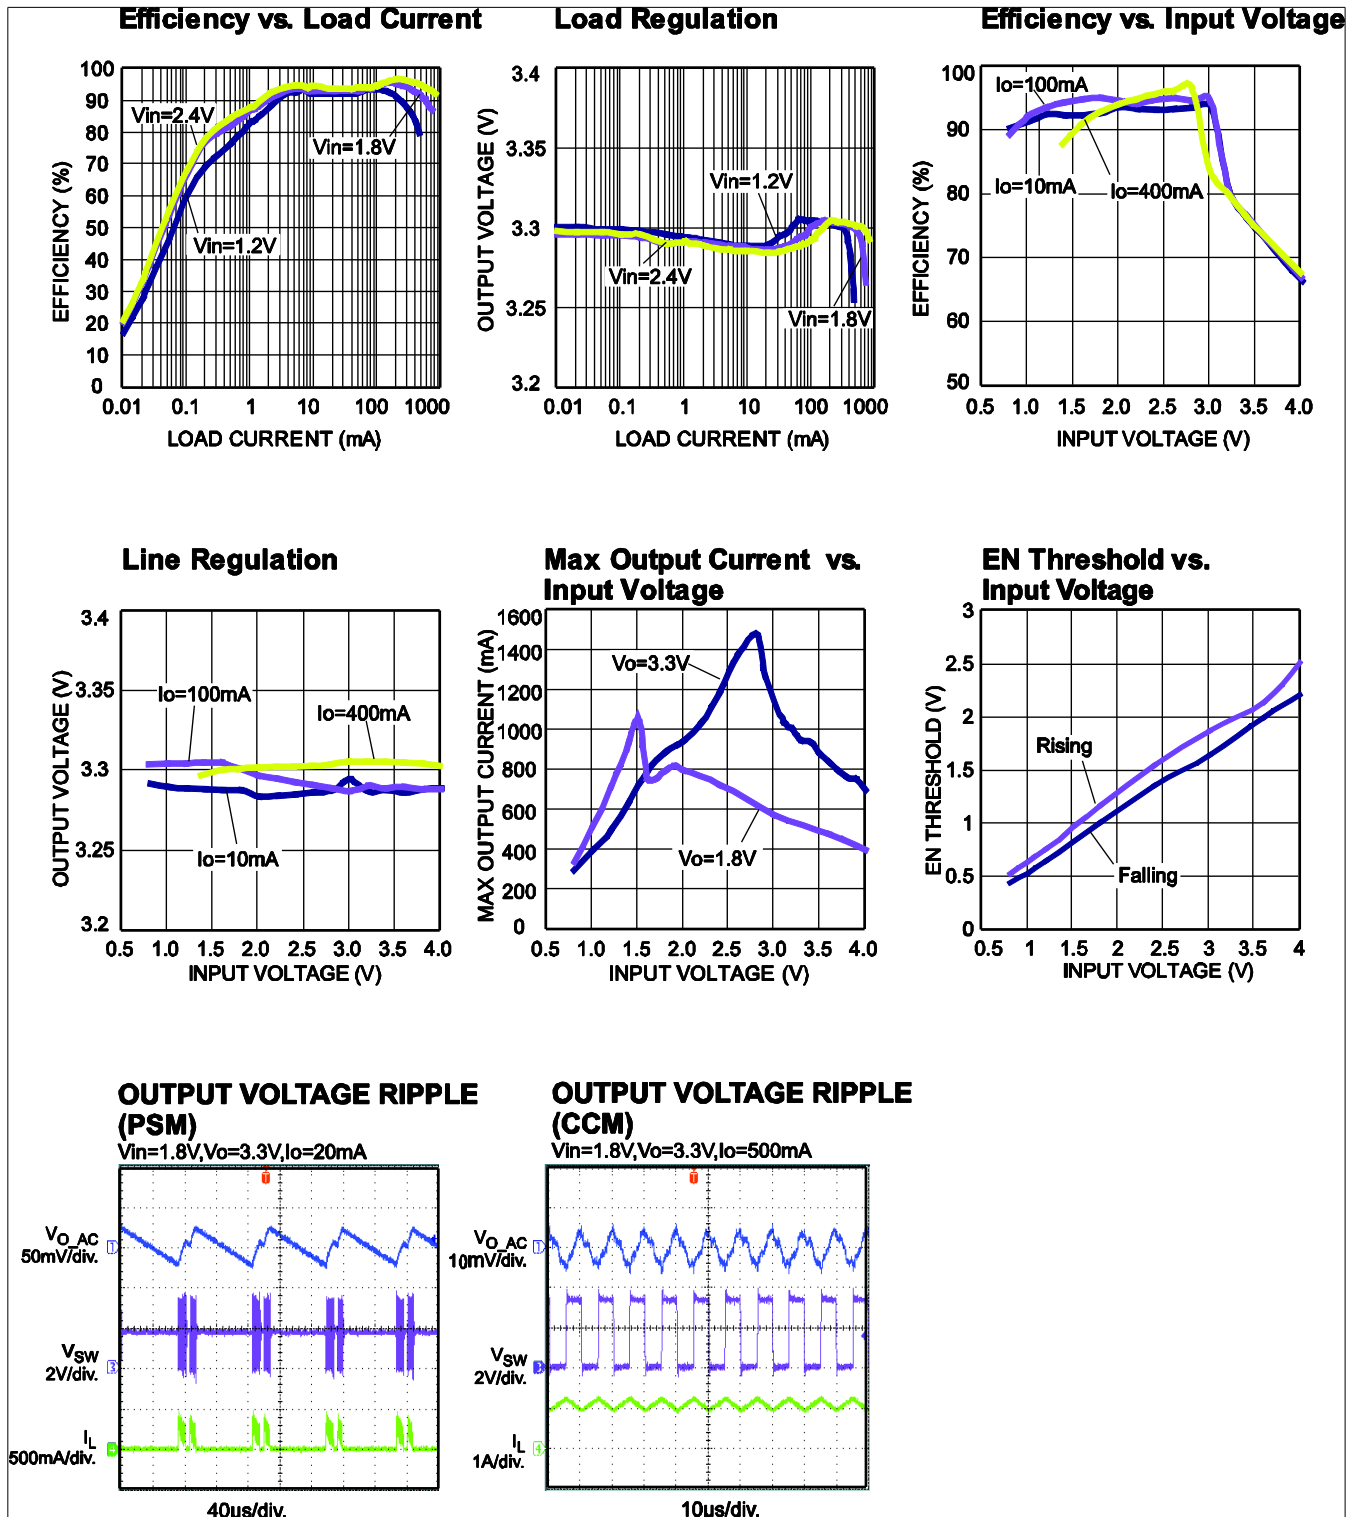 Efficiency vs. Load Current
100
90
80
70
60
50
40
30
20
10
0
EFFICIENCY (%)
Vin=2.4V
Vin=1.8V
Vin=1.2V
0.01 0.1 1 10 100 1000
LOAD CURRENT (mA)
Load Regulation
3.4
3.35
3.3
3.25
3.2
OUTPUT VOLTAGE (V)
Vin=1.2V
Vin=2.4V
Vin=1.8V
0.01 0.1 1 10 100 1000
LOAD CURRENT (mA)
Efficiency vs. Input Voltage
100
90
80
70
60
50
EFFICIENCY (%)
Io=100mA
Io=10mA
Io=400mA
0.5 1.0 1.5 2.0 2.5 3.0 3.5 4.0
INPUT VOLTAGE (V)
Line Regulation
3.4
3.35
3.3
3.25
3.2
OUTPUT VOLTAGE (V)
Io=100mA
Io=400mA
Io=10mA
0.5 1.0 1.5 2.0 2.5 3.0 3.5 4.0
INPUT VOLTAGE (V)
Max Output Current vs.
Input Voltage
1600
1400
1200
1000
800
600
400
200
0
MAX OUTPUT CURRENT (mA)
Vo=3.3V
Vo=1.8V
0.5 1.0 1.5 2.0 2.5 3.0 3.5 4.0
INPUT VOLTAGE (V)
EN Threshold vs.
Input Voltage
3
2.5
2
1.5
1
0.5
0
EN THRESHOLD (V)
Rising
Falling
0.5 1 1.5 2 2.5 3 3.5 4
INPUT VOLTAGE (V)
OUTPUT VOLTAGE RIPPLE
(PSM)
Vin=1.8V,Vo=3.3V,Io=20mA
T
VO_AC
50mV/div.
1
VSW
2V/div.
3
IL
500mA/div.
40us/div.
OUTPUT VOLTAGE RIPPLE
(CCM)
Vin=1.8V,Vo=3.3V,Io=500mA
T
VO_AC
10mV/div.
1
VSW
2V/div.
IL
1A/div.
4
10us/div.